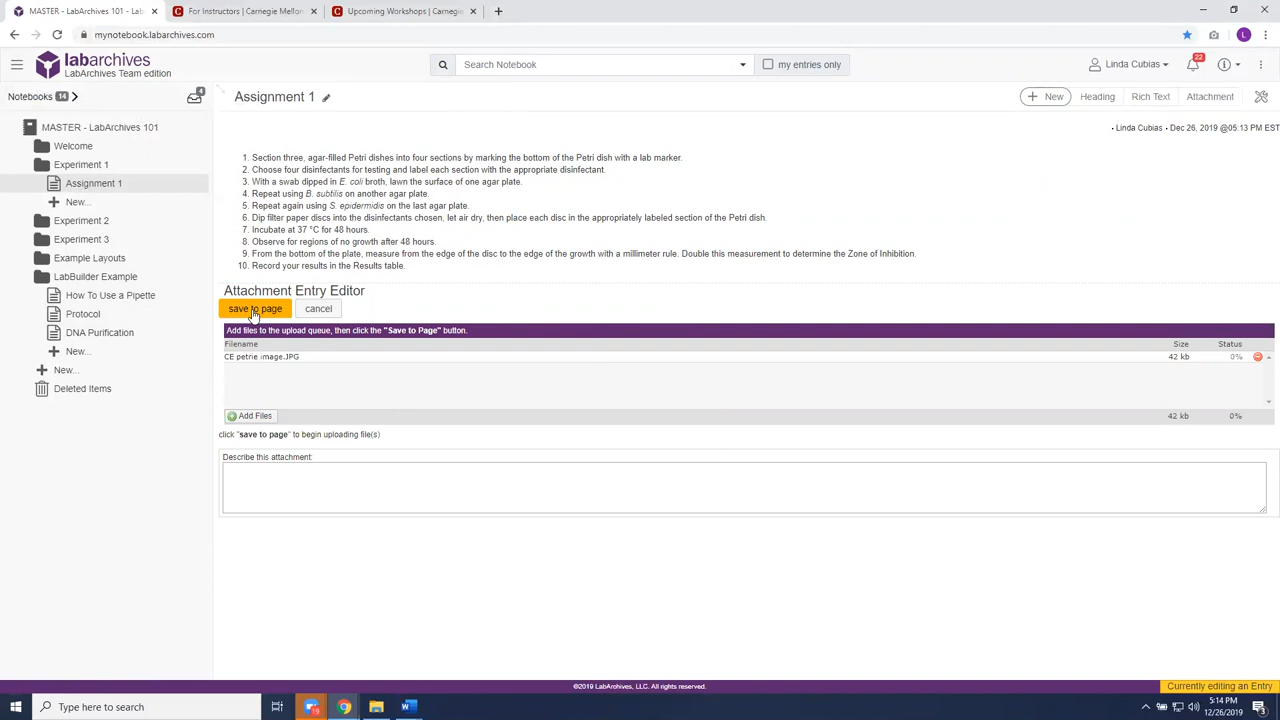 MASTER - LabArchives 101 -
For Instructors | Carnegie Mello
Upcoming Workshops | Carnegie
mynotebook.labarchives.com
L
labarchives
LabArchives Team edition
Search Notebook
my entries only
Linda Cubias
22
Notebooks 14
4
Assignment 1
New
Heading
Rich Text
Attachment
MASTER - LabArchives 101
Welcome
Experiment 1
Assignment 1
New...
Experiment 2
Experiment 3
Example Layouts
LabBuilder Example
How To Use a Pipette
Protocol
DNA Purification
New...
New...
Deleted Items
• Linda Cubias • Dec 26, 2019 @05:13 PM EST
1. Section three, agar-filled Petri dishes into four sections by marking the bottom of the Petri dish with a lab marker.
2. Choose four disinfectants for testing and label each section with the appropriate disinfectant.
3. With a swab dipped in E. coli broth, lawn the surface of one agar plate.
4. Repeat using B. subtilis on another agar plate.
5. Repeat again using S. epidermidis on the last agar plate.
6. Dip filter paper discs into the disinfectants chosen, let air dry, then place each disc in the appropriately labeled section of the Petri dish.
7. Incubate at 37 °C for 48 hours.
8. Observe for regions of no growth after 48 hours.
9. From the bottom of the plate, measure from the edge of the disc to the edge of the growth with a millimeter rule. Double this measurement to determine the Zone of Inhibition.
10. Record your results in the Results table.
Attachment Entry Editor
save to page
cancel
Add files to the upload queue, then click the "Save to Page" button.
Filename Size Status
CE petrie image.JPG 42 kb 0%
Add Files 42 kb 0%
click "save to page" to begin uploading file(s)
Describe this attachment:
©2019 LabArchives, LLC. All rights reserved.
Currently editing an Entry
Type here to search
19
5:14 PM
12/26/2019
3